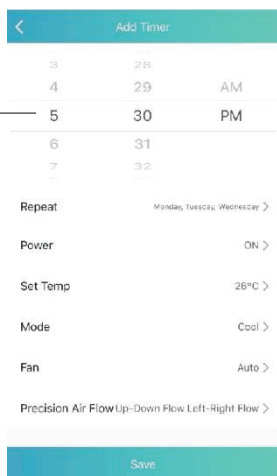 Add Timer
3 28
4 29 AM
5 30 PM
6 31
7 32
Repeat Monday, Tuesday, Wednesday
Power ON
Set Temp 26°C
Mode Cool
Fan Auto
Precision Air Flow Up-Down Flow Left-Right Flow
Save